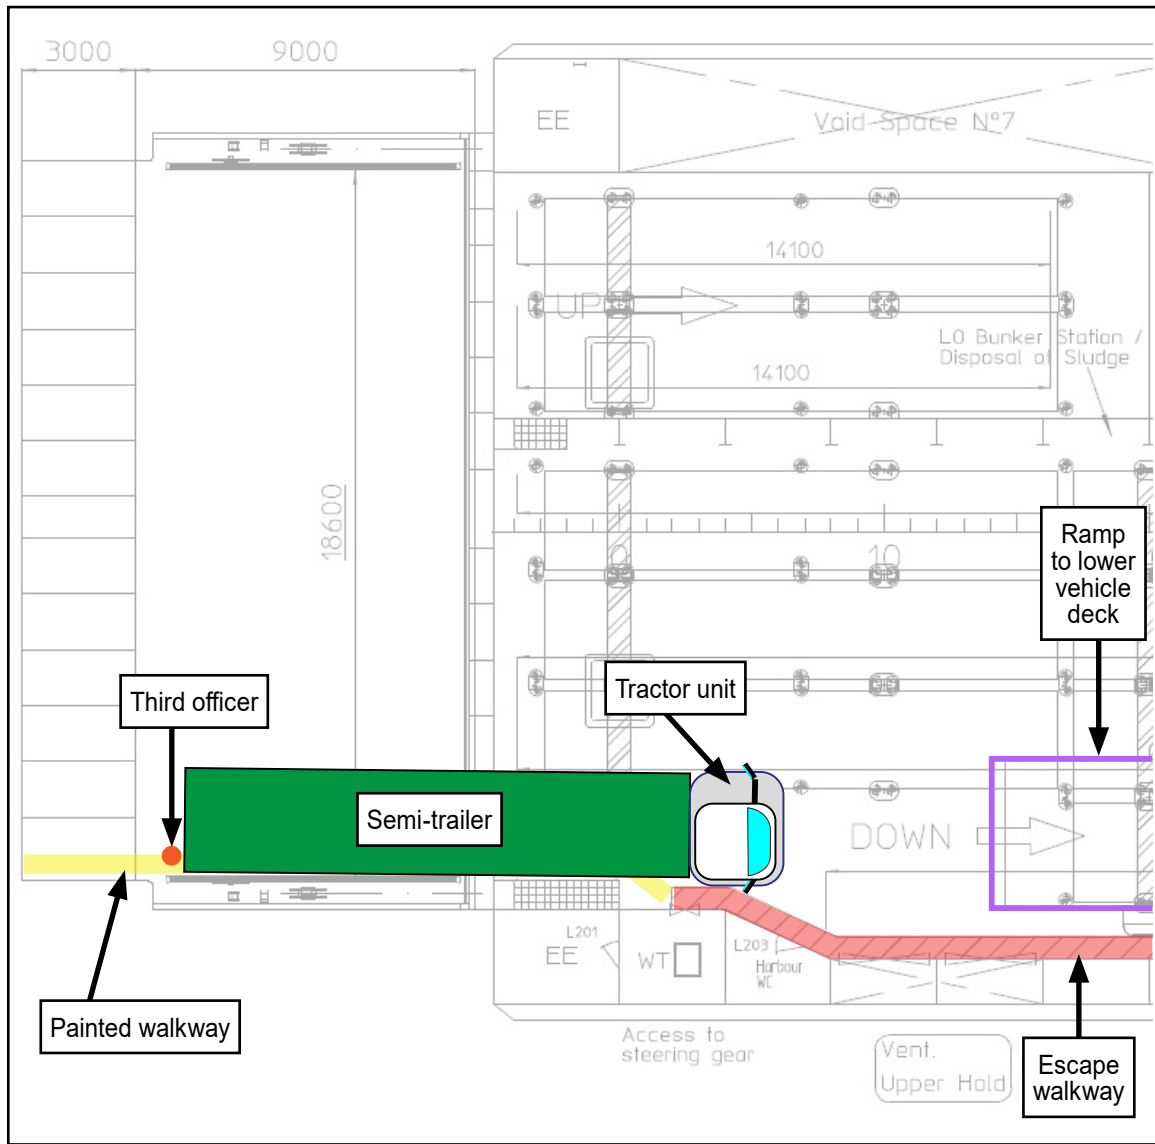 3000
9000
EE
Void Space N°7
14100
UP
LO Bunker Station /
Disposal of Sludge
14100
18600
Ramp
to lower
vehicle
deck
0
10
Third officer
Tractor unit
Semi-trailer
DOWN
L201
EE
WT
L203
Harbour
WC
Painted walkway
Access to
steering gear
Vent.
Upper Hold
Escape
walkway